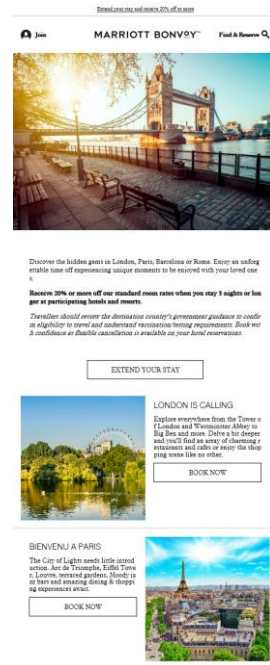 Extend your stay and receive 20% off or more
Join
MARRIOTT BONVOY™
Find & Reserve
Discover the hidden gems in London, Paris, Barcelona or Rome. Enjoy an unforg
ettable time off experiencing unique moments to be enjoyed with your loved one
s.
Receive 20% or more off our standard room rates when you stay 3 nights or lon
ger at participating hotels and resorts.
Travellers should review the destination country's government guidance to confir
m eligibility to travel and understand vaccination/testing requirements. Book wit
h confidence as flexible cancellation is available on your hotel reservations.
EXTEND YOUR STAY
LONDON IS CALLING
Explore everywhere from the Tower o
f London and Westminster Abbey to
Big Ben and more. Delve a bit deeper
and you'll find an array of charming r
estaurants and cafes or enjoy the shop
ping scene like no other.
BOOK NOW
BIENVENU A PARIS
The City of Lights needs little introd
uction. Arc de Triomphe, Eiffel Towe
r, Louvre, terraced gardens, Moody ja
zz bars and amazing dining & shoppi
ng experiences await.
BOOK NOW